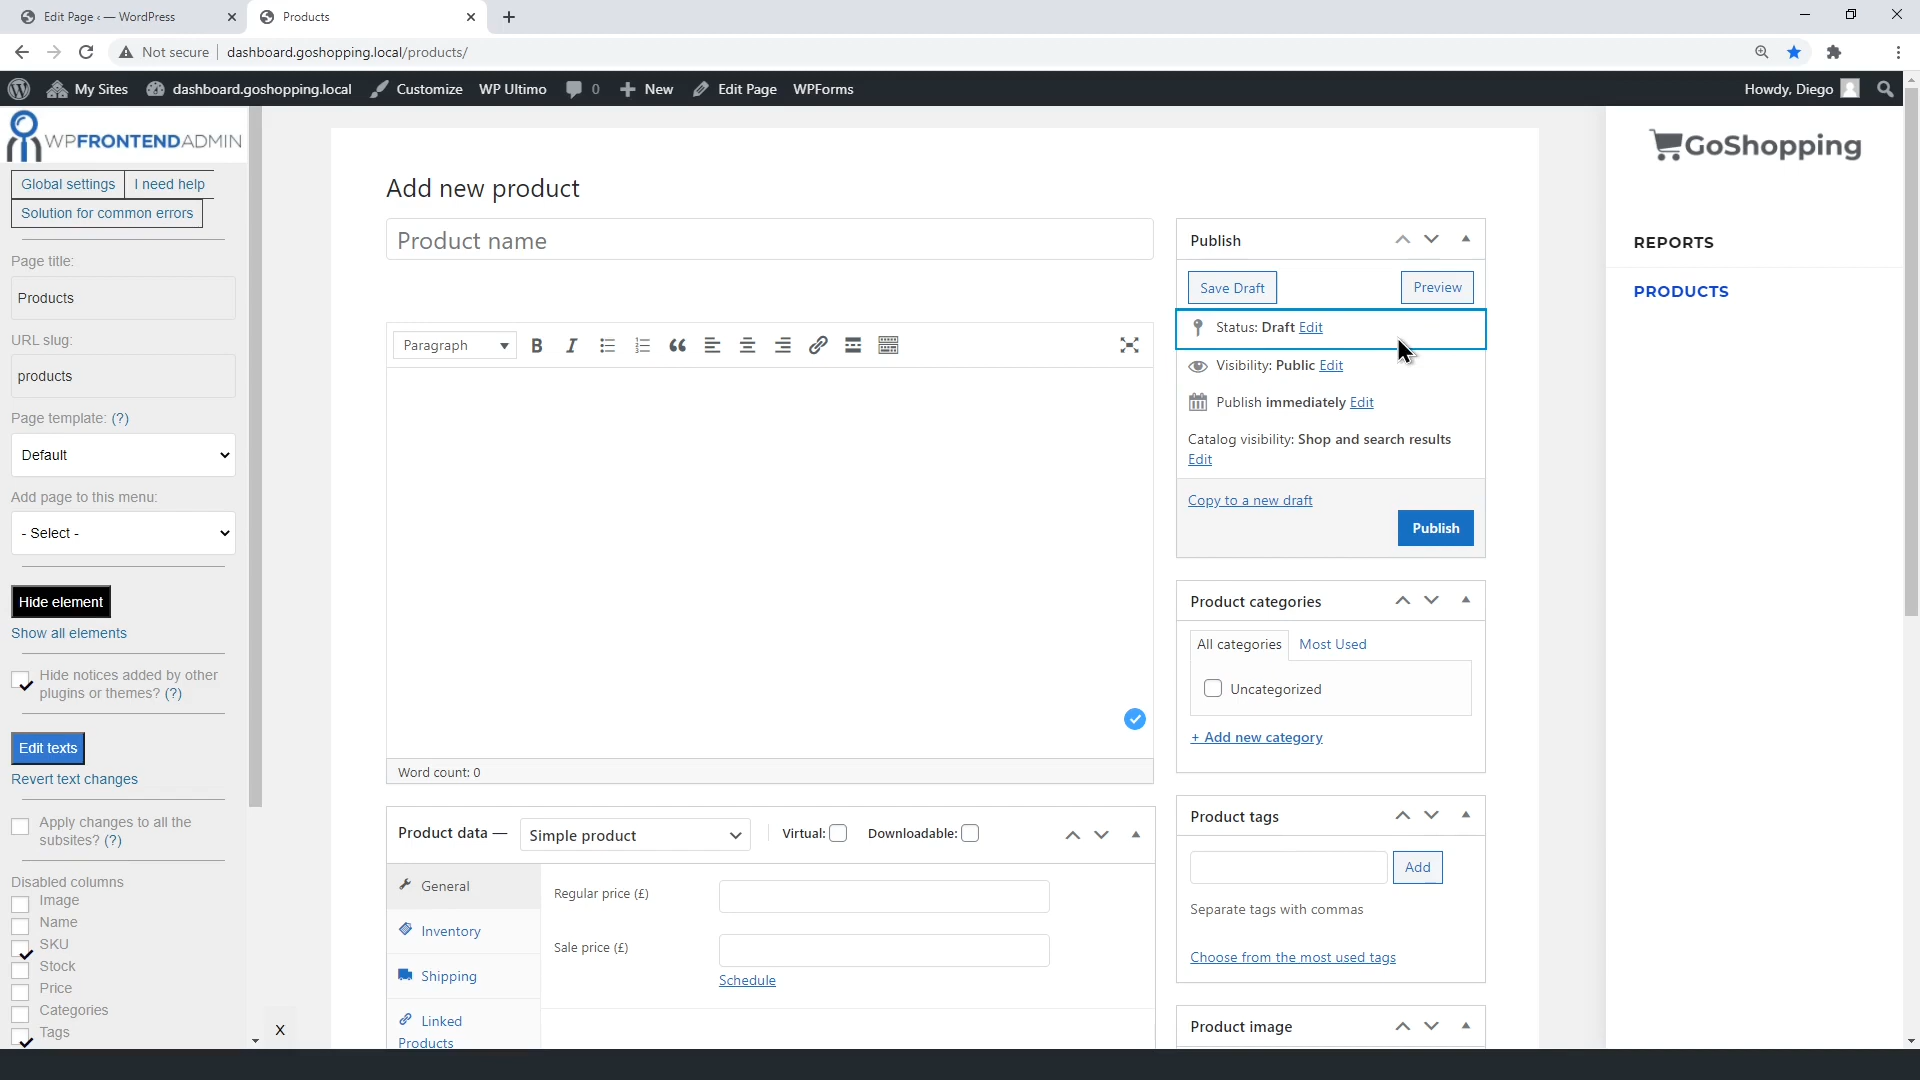 Edit Page ‹ — WordPress
Products
Not secure
dashboard.goshopping.local/products/
My Sites
dashboard.goshopping.local
Customize
WP Ultimo
0
New
Edit Page
WPForms
Howdy, Diego
WPFRONTENDADMIN
Global settings
I need help
Solution for common errors
Page title:
Products
URL slug:
products
Page template: (?)
Default
Add page to this menu:
- Select -
Hide element
Show all elements
Hide notices added by other
plugins or themes? (?)
Edit texts
Revert text changes
Apply changes to all the
subsites? (?)
Disabled columns
Image
Name
SKU
Stock
Price
Categories
Tags
X
Add new product
Product name
Paragraph
Word count: 0
Product data —
Simple product
Virtual:
Downloadable:
General
Inventory
Shipping
Linked
Products
Regular price (£)
Sale price (£)
Schedule
Publish
Save Draft
Preview
Status: Draft Edit
Visibility: Public Edit
Publish immediately Edit
Catalog visibility: Shop and search results
Edit
Copy to a new draft
Publish
Product categories
All categories
Most Used
Uncategorized
+ Add new category
Product tags
Add
Separate tags with commas
Choose from the most used tags
Product image
GoShopping
REPORTS
PRODUCTS